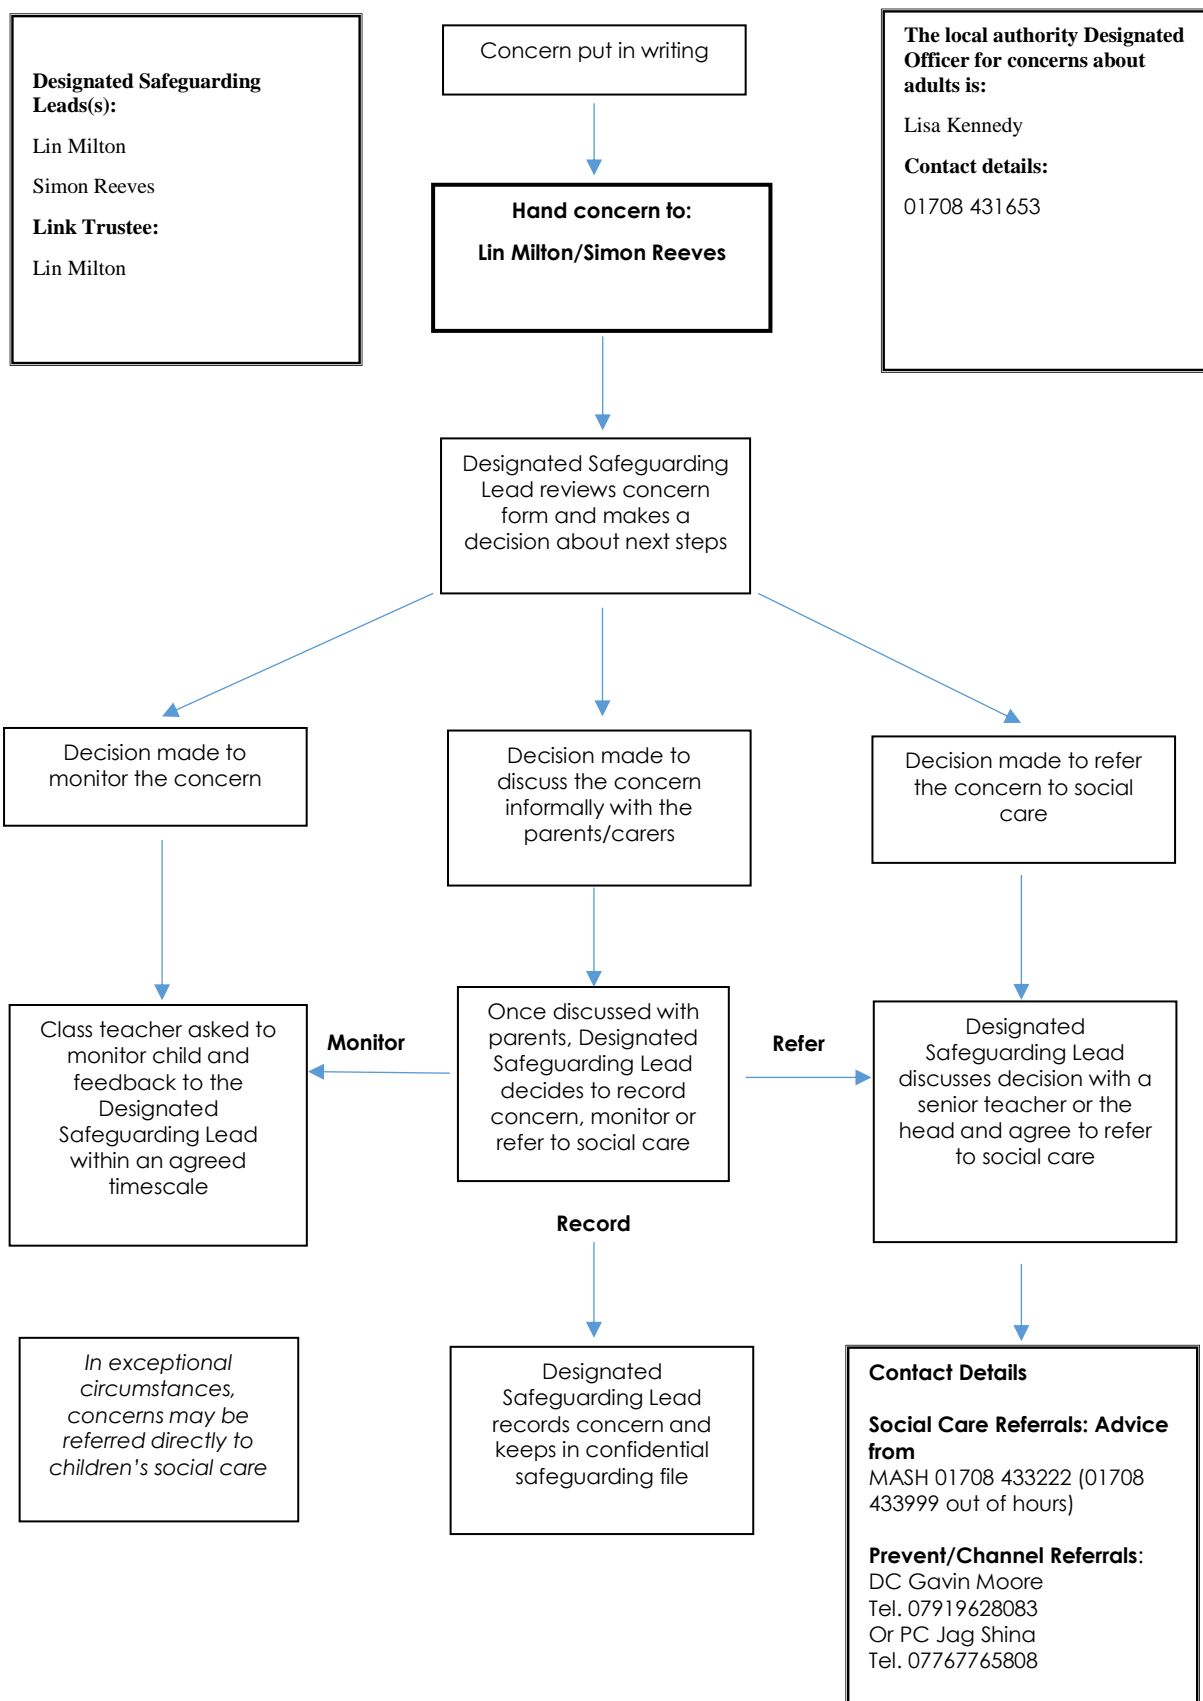 Designated Safeguarding
Leads(s):
Lin Milton
Simon Reeves
Link Trustee:
Lin Milton
Concern put in writing
The local authority Designated
Officer for concerns about
adults is:
Lisa Kennedy
Contact details:
01708 431653
Hand concern to:
Lin Milton/Simon Reeves
Designated Safeguarding
Lead reviews concern
form and makes a
decision about next steps
Decision made to
monitor the concern
Decision made to
discuss the concern
informally with the
parents/carers
Decision made to refer
the concern to social
care
Class teacher asked to
monitor child and
feedback to the
Designated
Safeguarding Lead
within an agreed
timescale
Monitor
Once discussed with
parents, Designated
Safeguarding Lead
decides to record
concern, monitor or
refer to social care
Refer
Designated
Safeguarding Lead
discusses decision with a
senior teacher or the
head and agree to refer
to social care
Record
In exceptional
circumstances,
concerns may be
referred directly to
children’s social care
Designated
Safeguarding Lead
records concern and
keeps in confidential
safeguarding file
Contact Details
Social Care Referrals: Advice
from
MASH 01708 433222 (01708
433999 out of hours)
Prevent/Channel Referrals:
DC Gavin Moore
Tel. 07919628083
Or PC Jag Shina
Tel. 07767765808